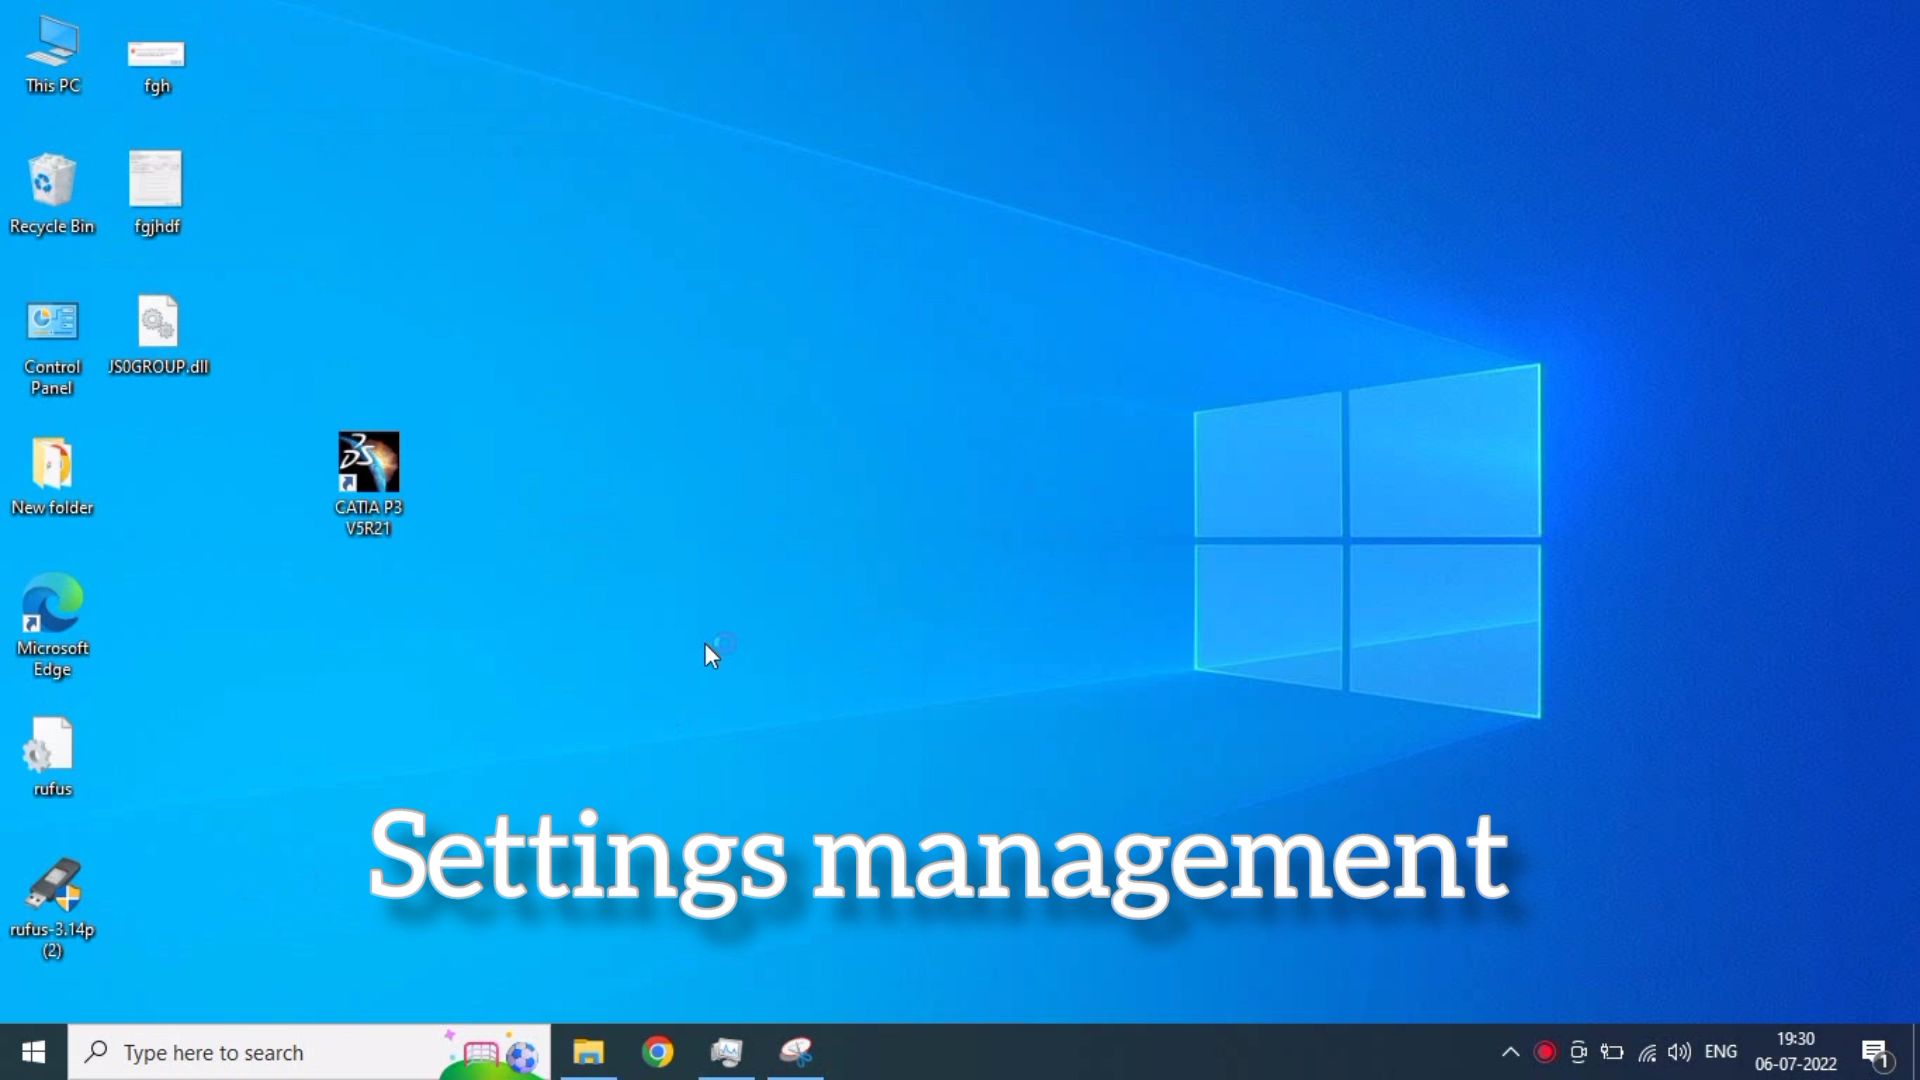 This PC
fgh
Recycle Bin
fgjhdf
Control
Panel
JS0GROUP.dll
New folder
CATIA P3
V5R21
Microsoft
Edge
rufus
rufus-3.14p
(2)
Settings management
Type here to search
ENG
19:30
06-07-2022
1